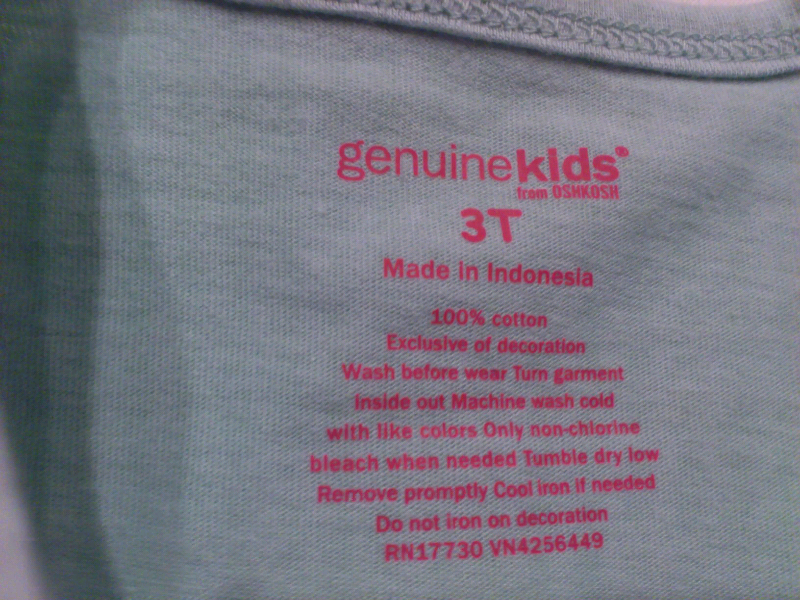 genuinekids
from OSHKOSH
3T
Made in Indonesia
100% cotton
Exclusive of decoration
Wash before wear Turn garment
inside out Machine wash cold
with like colors Only non-chlorine
bleach when needed Tumble dry low
Remove promptly Cool iron if needed
Do not iron on decoration
RN17730 VN4256449